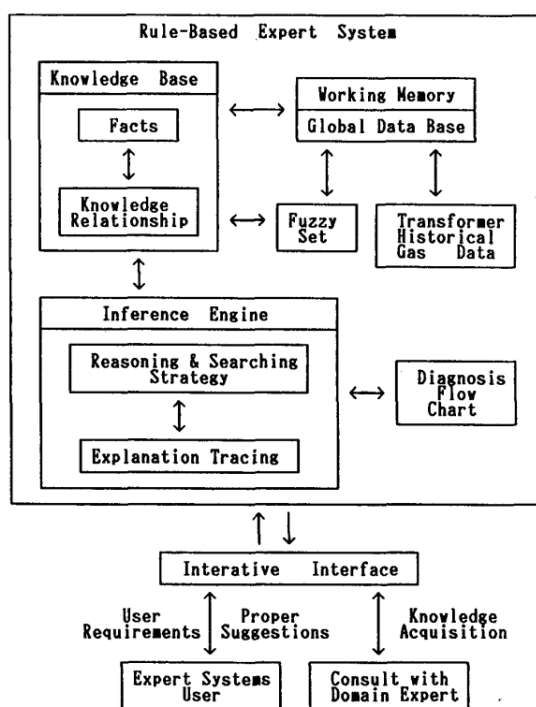 Rule-Based Expert System
Knowledge Base
Facts
Knowledge
Relationship
Working Memory
Global Data Base
Fuzzy
Set
Transformer
Historical
Gas Data
Inference Engine
Reasoning & Searching
Strategy
Explanation Tracing
Diagnosis
Flow
Chart
Interative Interface
User
Requirements
Proper
Suggestions
Knowledge
Acquisition
Expert Systems
User
Consult with
Domain Expert